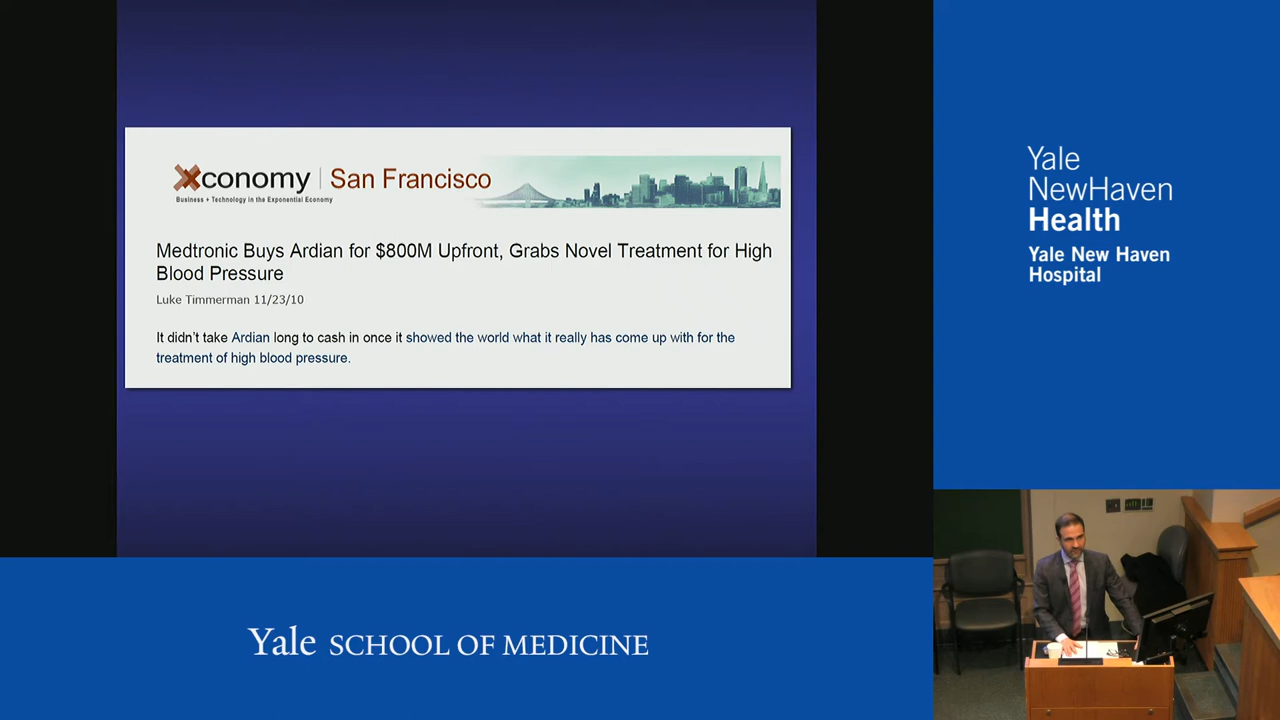 Xconomy | San Francisco
Business + Technology in the Exponential Economy
Medtronic Buys Ardian for $800M Upfront, Grabs Novel Treatment for High
Blood Pressure
Luke Timmerman 11/23/10
It didn't take Ardian long to cash in once it showed the world what it really has come up with for the
treatment of high blood pressure.
Yale
NewHaven
Health
Yale New Haven
Hospital
Yale SCHOOL OF MEDICINE